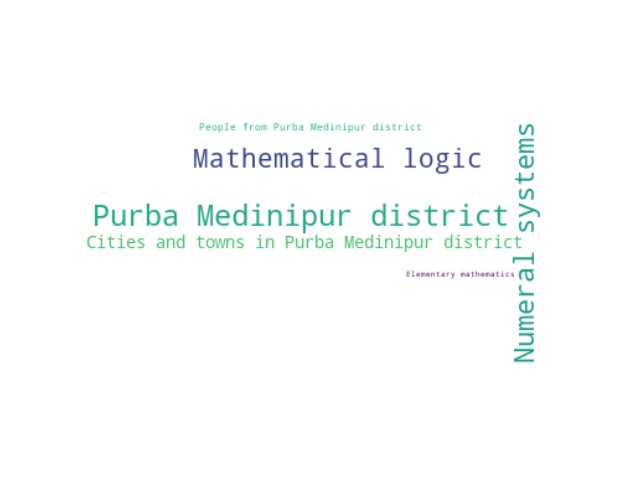 People from Purba Medinipur district
Mathematical logic
Purba Medinipur district
Cities and towns in Purba Medinipur district
Elementary mathematics
Numeral systems